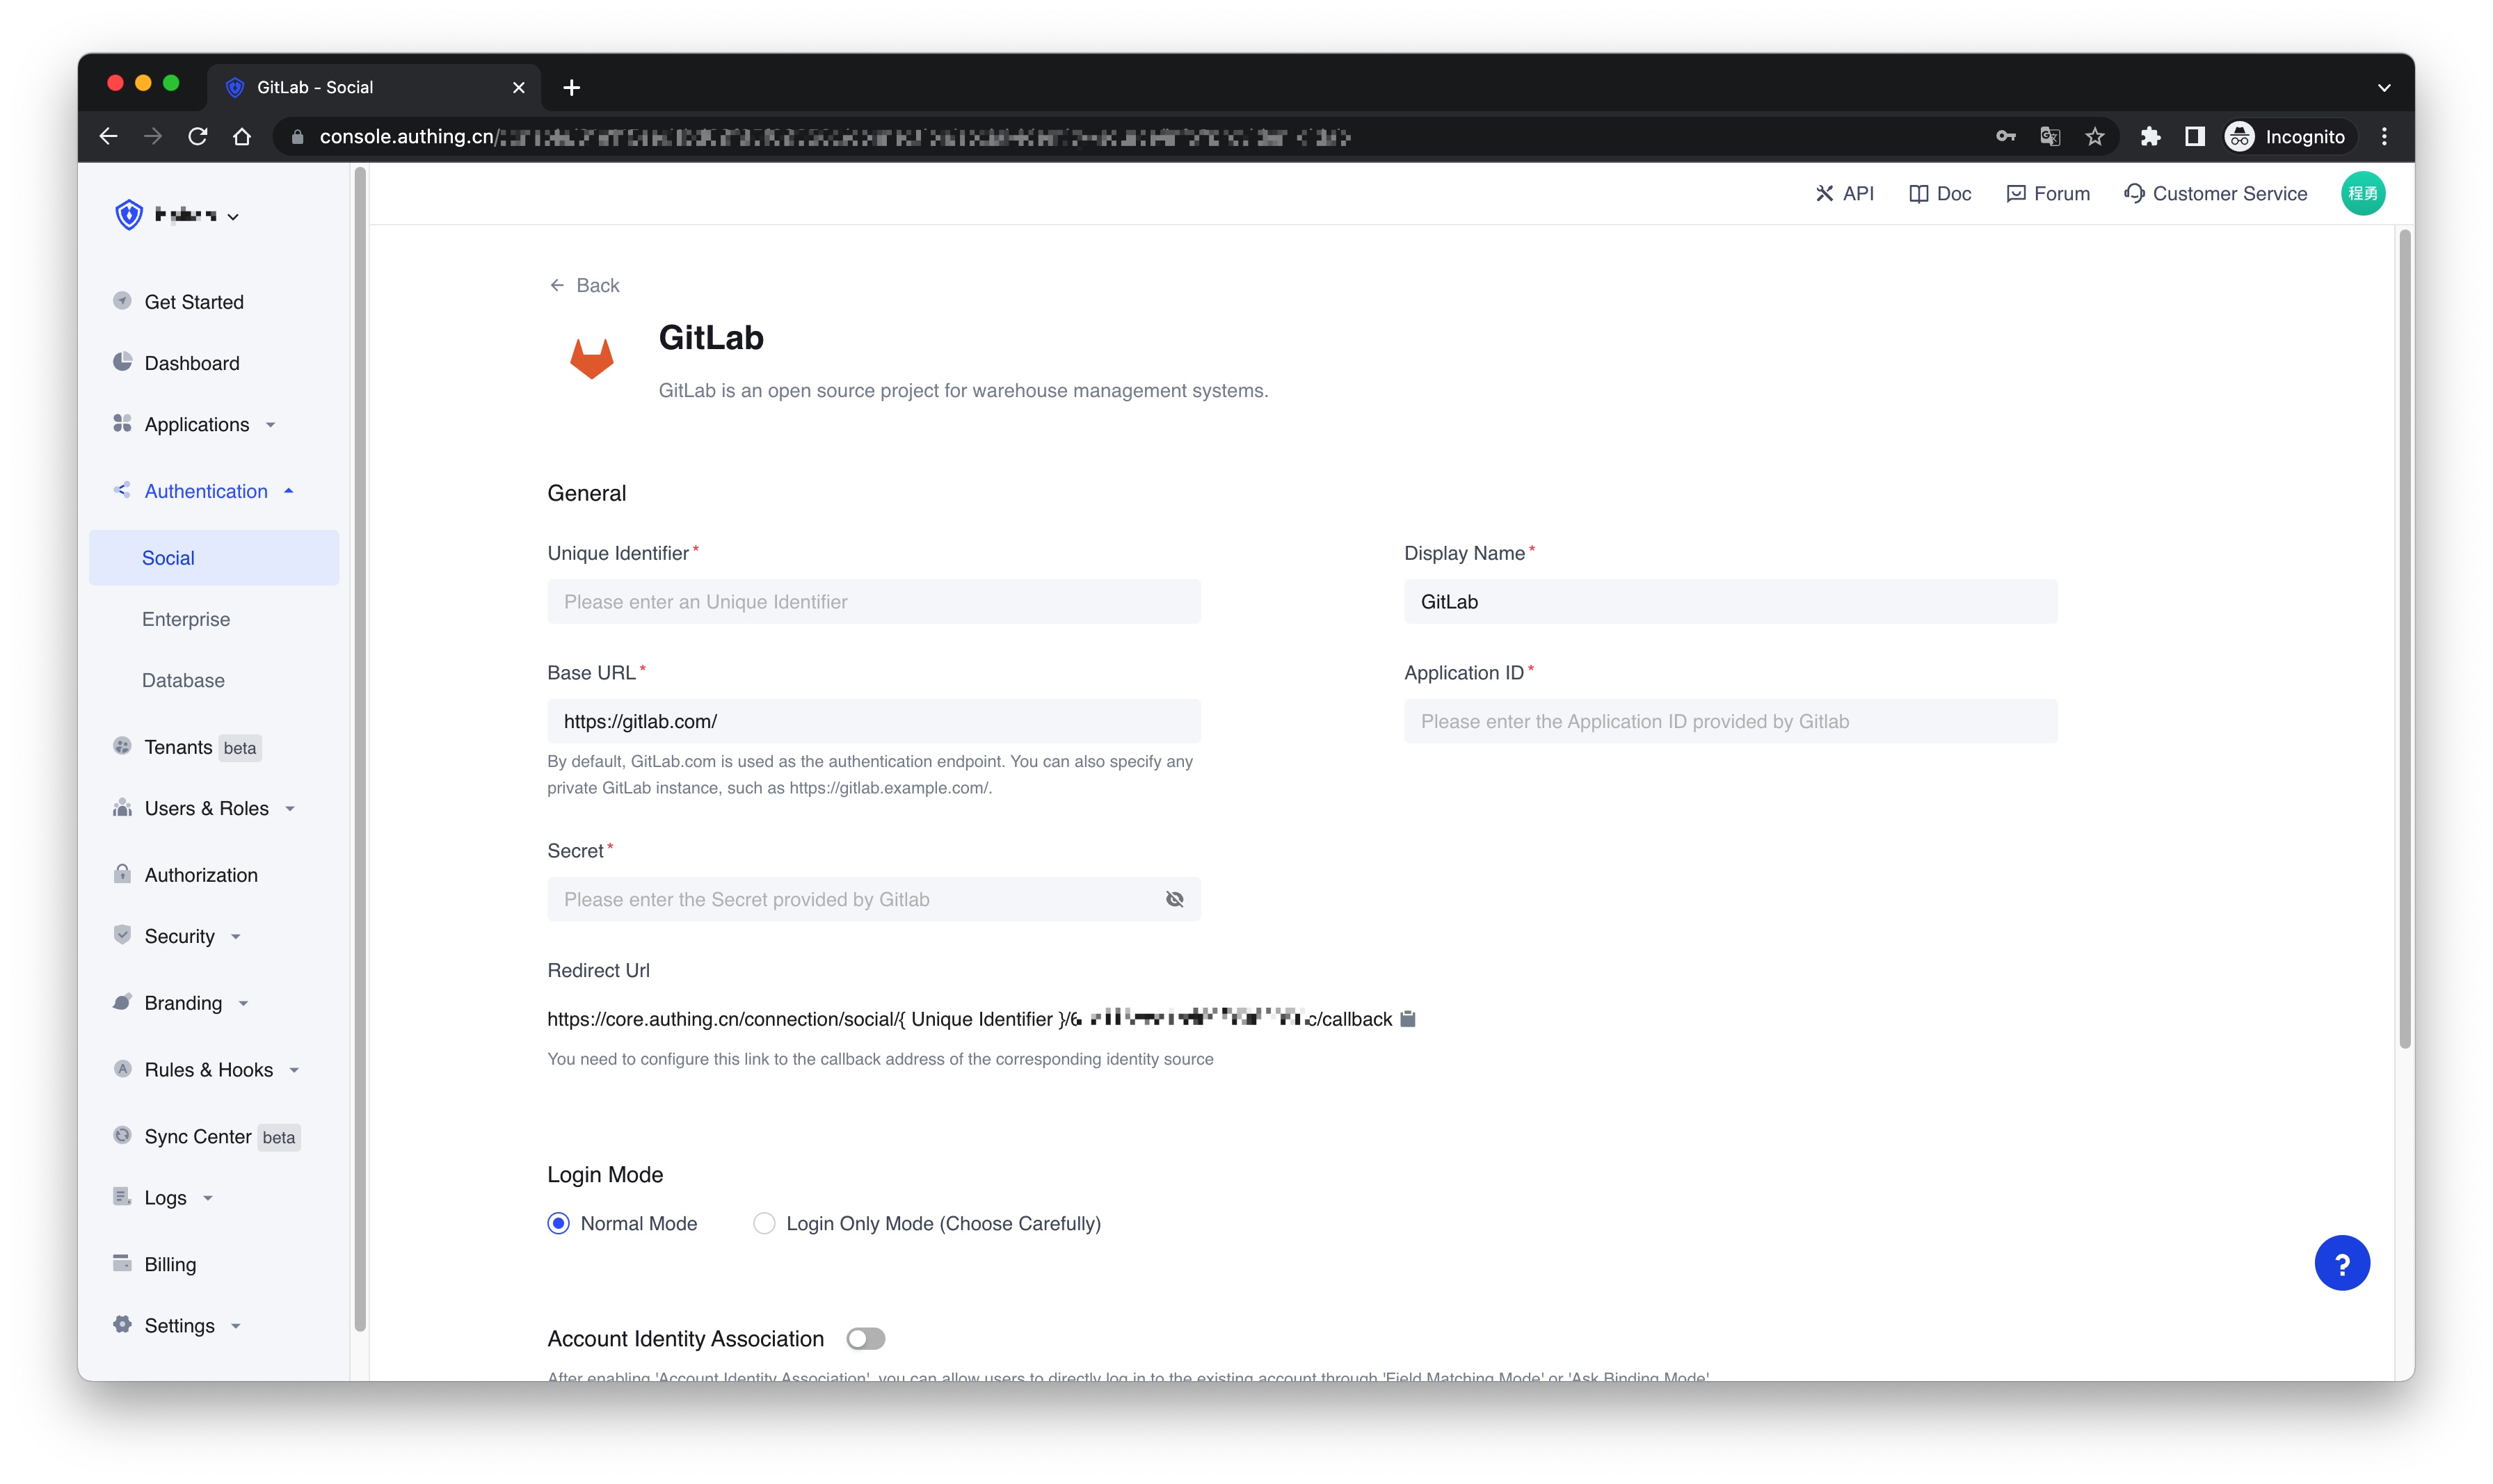 GitLab - Social
console.authing.cn/
Incognito
API
Doc
Forum
Customer Service
程勇
Get Started
Dashboard
Applications
Authentication
Social
Enterprise
Database
Tenants beta
Users & Roles
Authorization
Security
Branding
Rules & Hooks
Sync Center beta
Logs
Billing
Settings
Back
GitLab
GitLab is an open source project for warehouse management systems.
General
Unique Identifier*
Please enter an Unique Identifier
Display Name*
GitLab
Base URL*
https://gitlab.com/
By default, GitLab.com is used as the authentication endpoint. You can also specify any
private GitLab instance, such as https://gitlab.example.com/.
Application ID*
Please enter the Application ID provided by Gitlab
Secret*
Please enter the Secret provided by Gitlab
Redirect Url
https://core.authing.cn/connection/social/{ Unique Identifier }/6 c/callback
You need to configure this link to the callback address of the corresponding identity source
Login Mode
Normal Mode
Login Only Mode (Choose Carefully)
Account Identity Association
After enabling 'Account Identity Association', you can allow users to directly log in to the existing account through 'Field Matching Mode' or 'Ask Binding Mode'
?